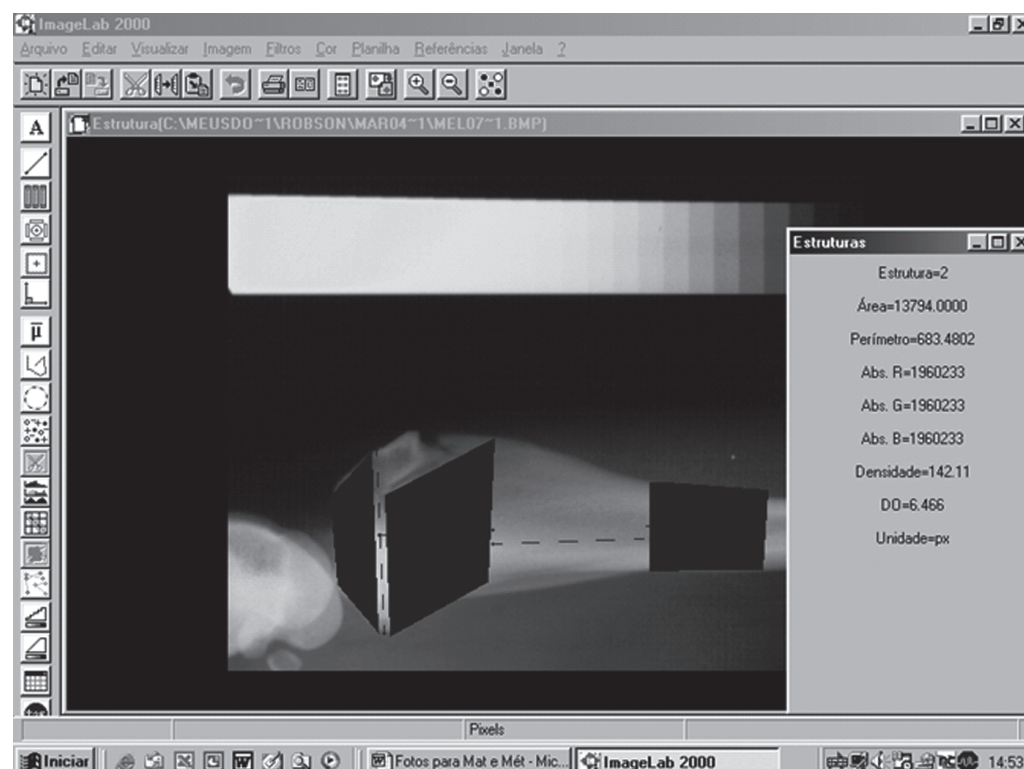 ImageLab 2000
Arquivo Editar Visualizar Imagem Filtros Cor Planilha Referências Janela ?
A
Estrutura(C:\MEUSDO~1\ROBSON\MAR04~1\MEL07~1.BMP)
Estruturas
Estrutura=2
Área=13794.0000
Perímetro=683.4802
Abs. R=1960233
Abs. G=1960233
Abs. B=1960233
Densidade=142.11
DO=6.466
Unidade=px
μ
Pixels
Iniciar
Fotos para Mat e Mét - Mic...
ImageLab 2000
14:53